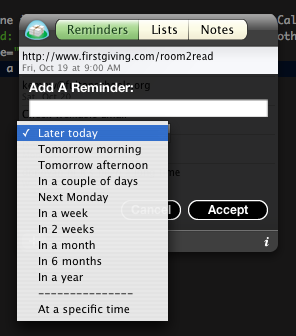 Reminders Lists Notes
http://www.firstgiving.com/room2read
Fri, Oct 19 at 9:00 AM
Add A Reminder:
✓ Later today
Tomorrow morning
Tomorrow afternoon
In a couple of days
Next Monday
In a week
In 2 weeks
In a month
In 6 months
In a year
---------------
At a specific time
Cancel Accept
i